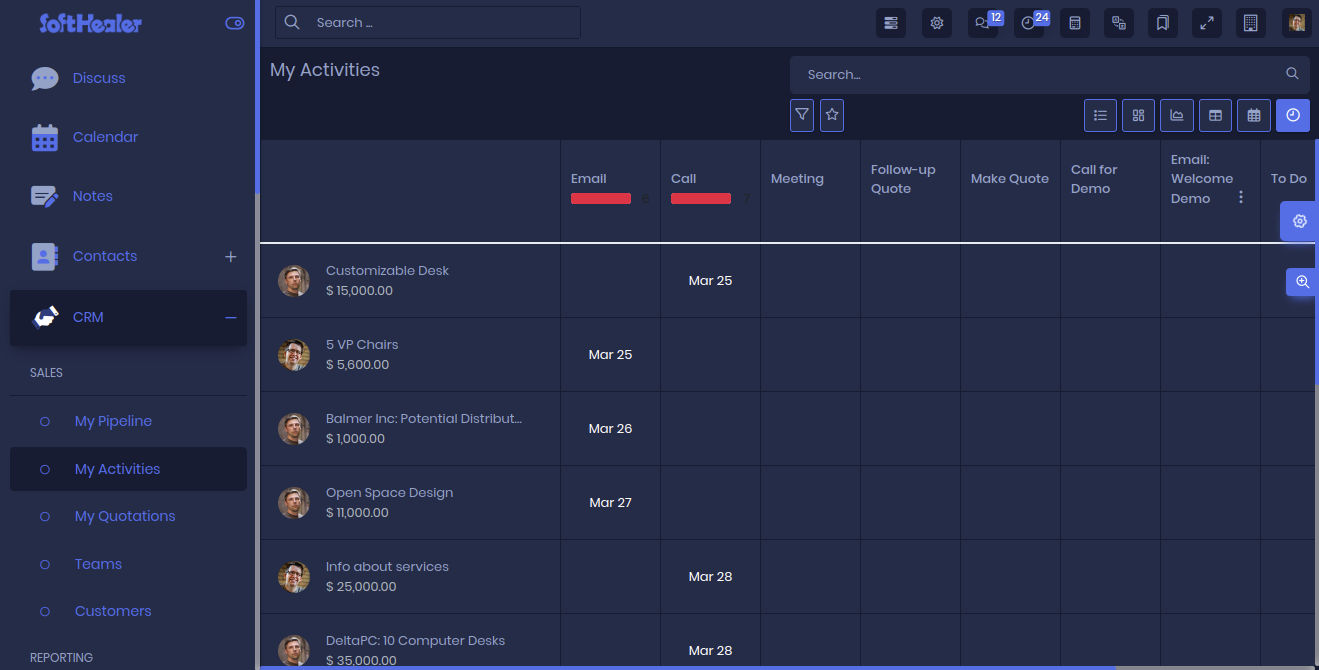 SoftHealer
Search ...
12
24
Discuss
Calendar
Notes
Contacts
CRM
SALES
My Pipeline
My Activities
My Quotations
Teams
Customers
REPORTING
My Activities
Search...
Email
Call
7
Meeting
Follow-up
Quote
Make Quote
Call for
Demo
Email:
Welcome
Demo
To Do
Customizable Desk
$ 15,000.00
Mar 25
5 VP Chairs
$ 5,600.00
Mar 25
Balmer Inc: Potential Distribut...
$ 1,000.00
Mar 26
Open Space Design
$ 11,000.00
Mar 27
Info about services
$ 25,000.00
Mar 28
DeltaPC: 10 Computer Desks
$ 35,000.00
Mar 28